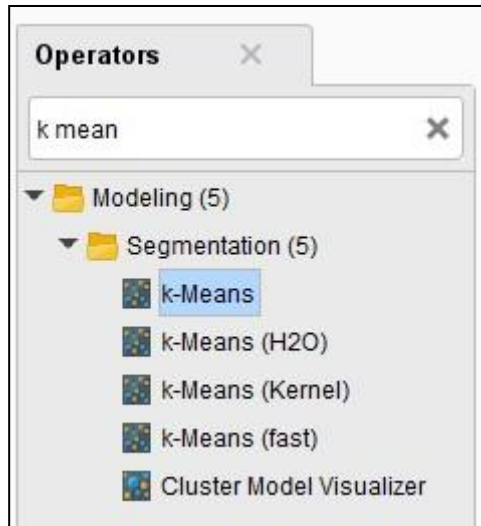 Operators
k mean
Modeling (5)
Segmentation (5)
k-Means
k-Means (H2O)
k-Means (Kernel)
k-Means (fast)
Cluster Model Visualizer